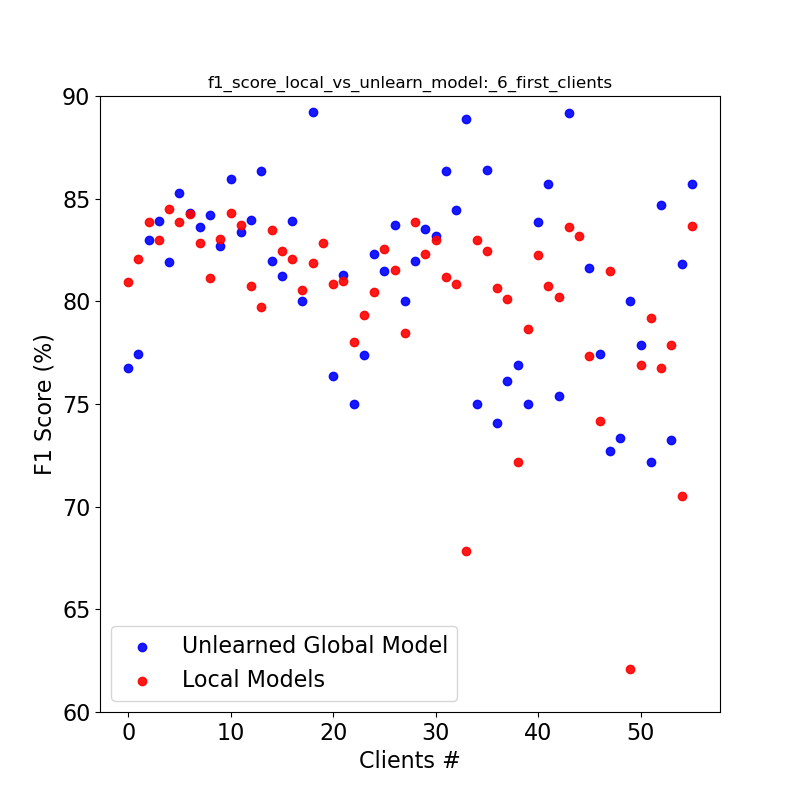 f1_score_local_vs_unlearn_model:_6_first_clients
90
85
80
75
70
65
60
F1 Score (%)
Unlearned Global Model
Local Models
0 10 20 30 40 50
Clients #